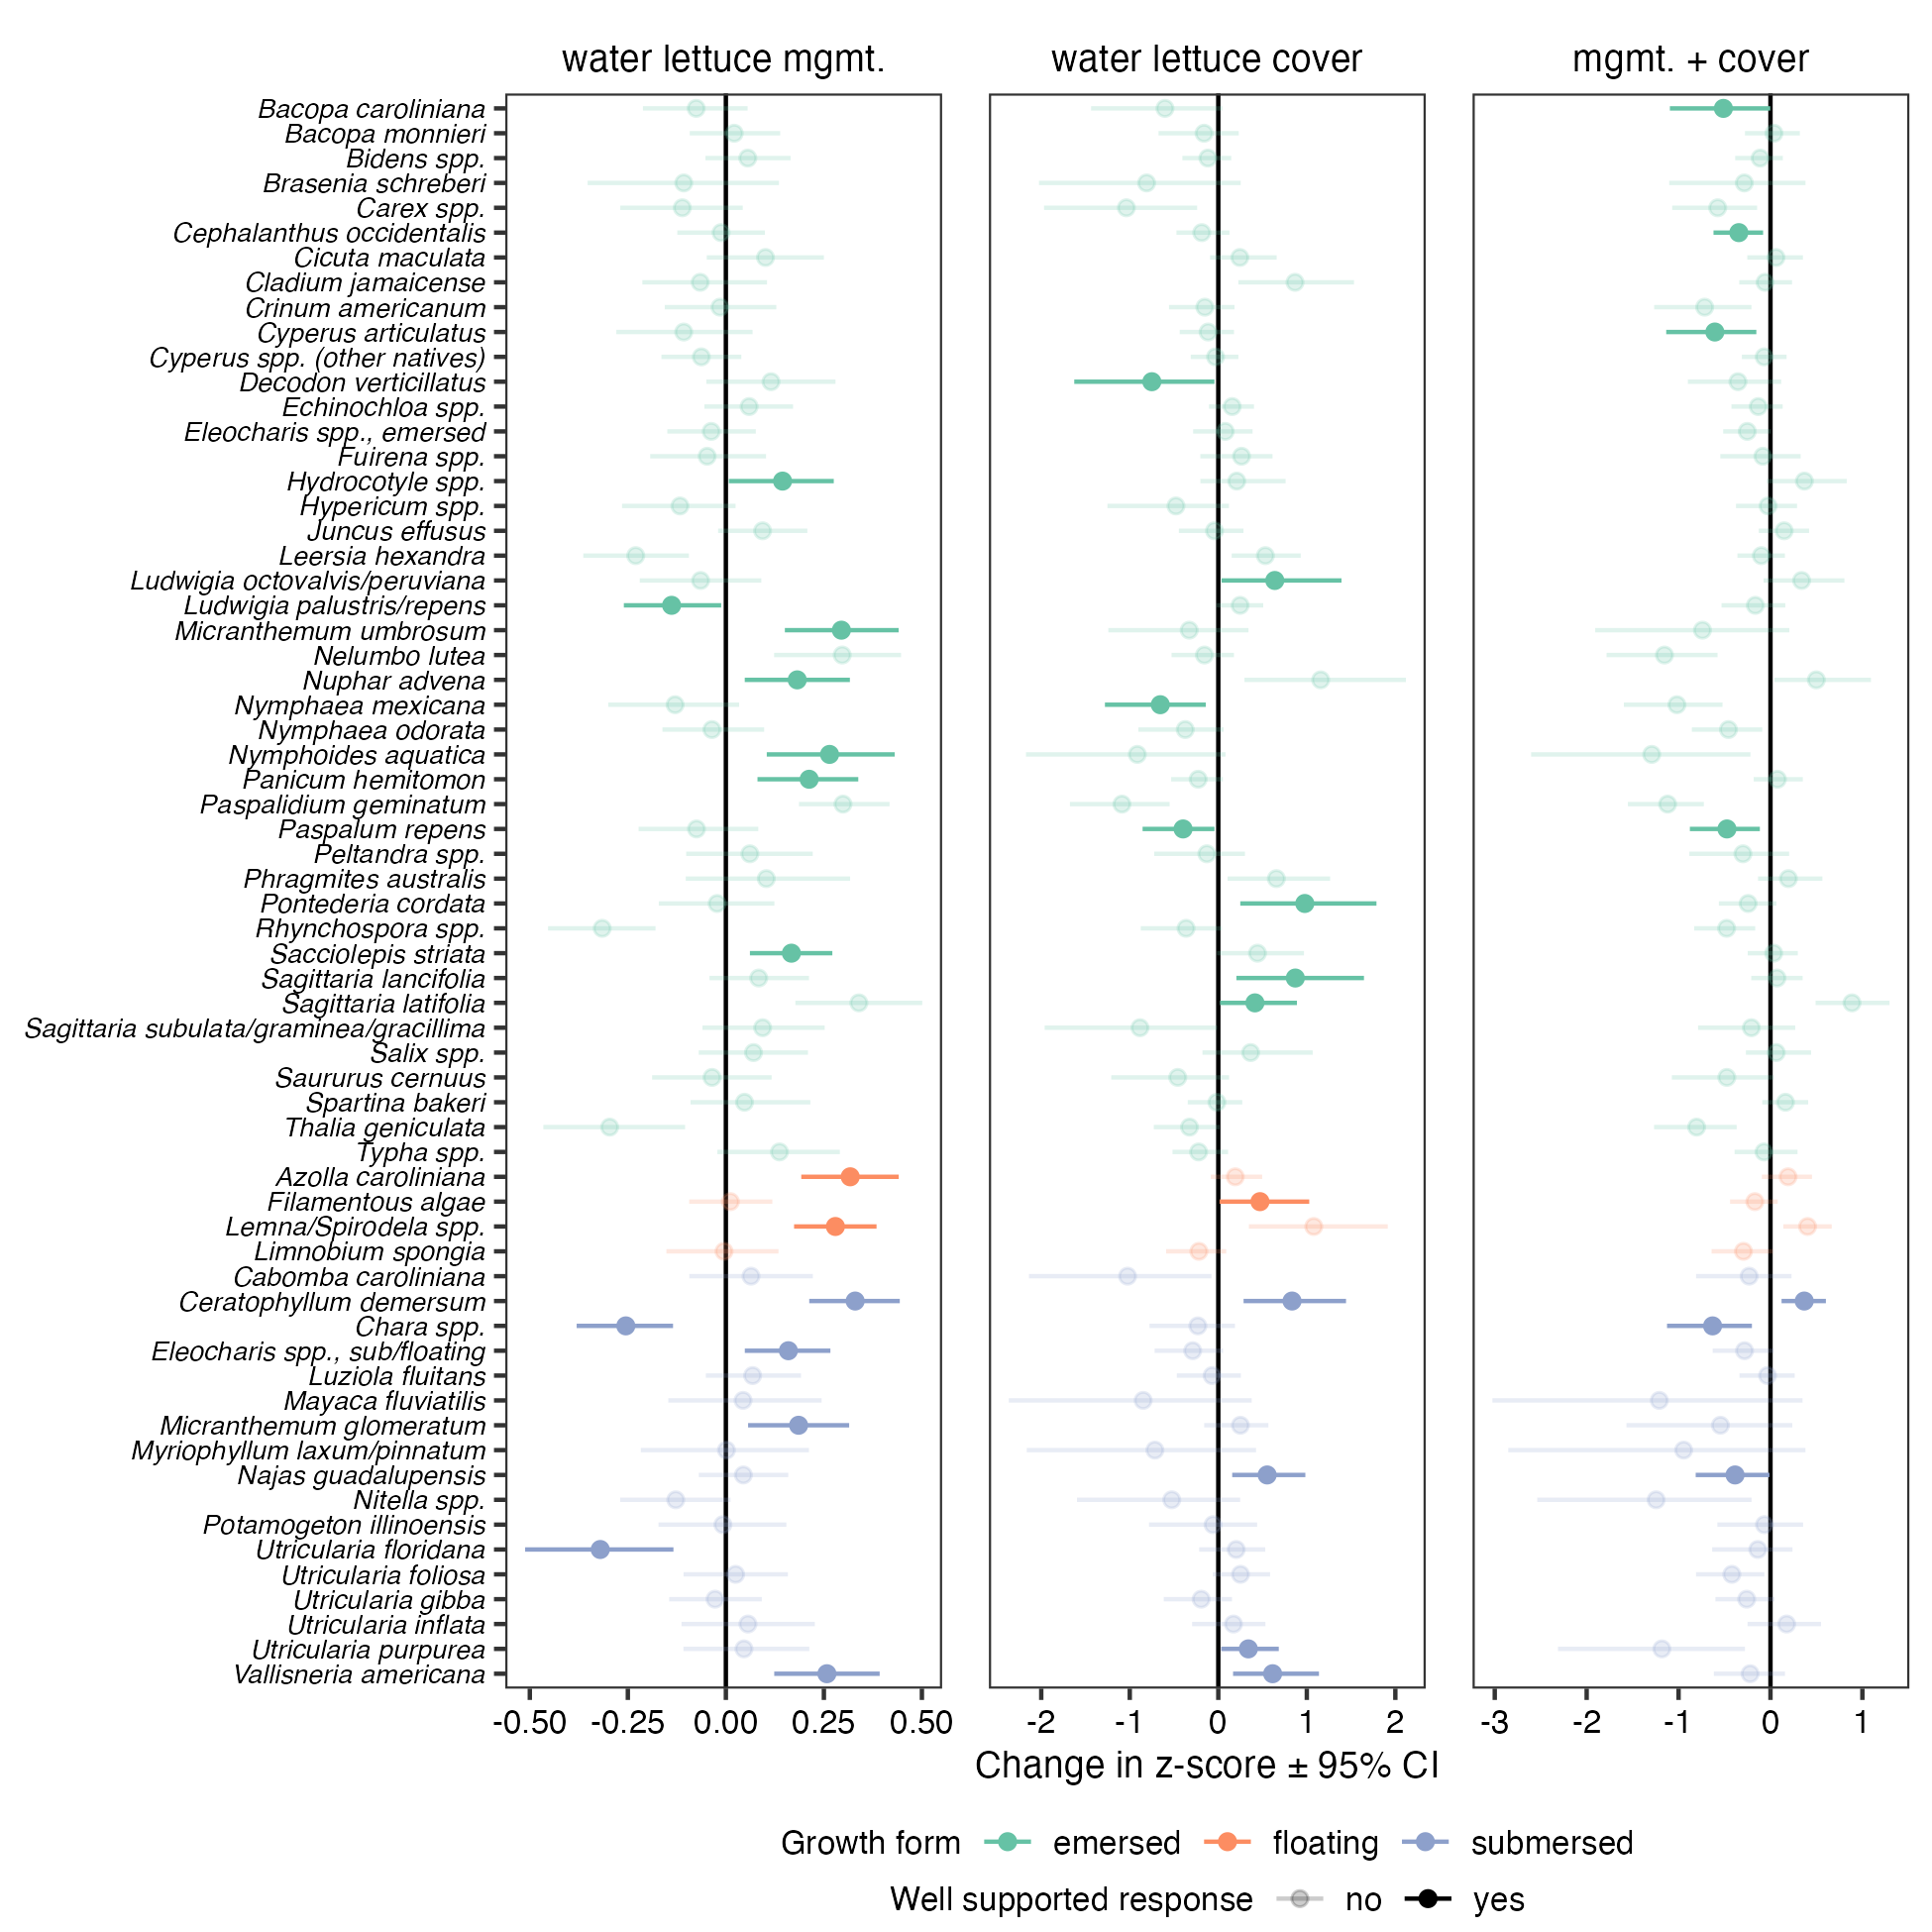 water lettuce mgmt. water lettuce cover mgmt. + cover
Bacopa caroliniana
Bacopa monnieri
Bidens spp.
Brasenia schreberi
Carex spp.
Cephalanthus occidentalis
Cicuta maculata
Cladium jamaicense
Crinum americanum
Cyperus articulatus
Cyperus spp. (other natives)
Decodon verticillatus
Echinochloa spp.
Eleocharis spp., emersed
Fuirena spp.
Hydrocotyle spp.
Hypericum spp.
Juncus effusus
Leersia hexandra
Ludwigia octovalvis/peruviana
Ludwigia palustris/repens
Micranthemum umbrosum
Nelumbo lutea
Nuphar advena
Nymphaea mexicana
Nymphaea odorata
Nymphoides aquatica
Panicum hemitomon
Paspalidium geminatum
Paspalum repens
Peltandra spp.
Phragmites australis
Pontederia cordata
Rhynchospora spp.
Sacciolepis striata
Sagittaria lancifolia
Sagittaria latifolia
Sagittaria subulata/graminea/gracillima
Salix spp.
Saururus cernuus
Spartina bakeri
Thalia geniculata
Typha spp.
Azolla caroliniana
Filamentous algae
Lemna/Spirodela spp.
Limnobium spongia
Cabomba caroliniana
Ceratophyllum demersum
Chara spp.
Eleocharis spp., sub/floating
Luziola fluitans
Mayaca fluviatilis
Micranthemum glomeratum
Myriophyllum laxum/pinnatum
Najas guadalupensis
Nitella spp.
Potamogeton illinoensis
Utricularia floridana
Utricularia foliosa
Utricularia gibba
Utricularia inflata
Utricularia purpurea
Vallisneria americana
-0.50 -0.25 0.00 0.25 0.50 -2 -1 0 1 2 -3 -2 -1 0 1
Change in z-score ± 95% CI
Growth form emersed floating submersed
Well supported response no yes